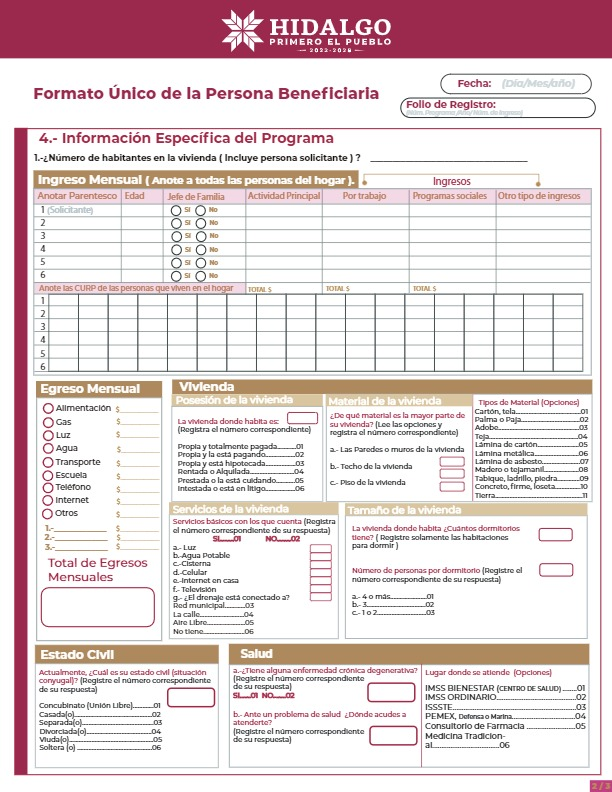 HIDALGO
PRIMERO EL PUEBLO
2022-2028
Formato Único de la Persona Beneficiaria
Fecha: (Día/Mes/año)
Folio de Registro:
(Núm. Programa /Año/ Núm. de Ingreso)
4.- Información Específica del Programa
1.-¿Número de habitantes en la vivienda ( Incluye persona solicitante ) ?
Ingreso Mensual ( Anote a todas las personas del hogar ).
Ingresos
Anotar Parentesco Edad Jefe de Familia Actividad Principal Por trabajo Programas sociales Otro tipo de ingresos
1 (Solicitante) SI No
2 SI No
3 SI No
4 SI No
5 SI No
6 SI No
Anote las CURP de las personas que viven en el hogar TOTAL $ TOTAL $ TOTAL $
1
2
3
4
5
6
Egreso Mensual
Alimentación $
Gas $
Luz $
Agua $
Transporte $
Escuela $
Teléfono $
Internet $
Otros $
1.- $
2.- $
3.- $
Total de Egresos
Mensuales
Vivienda
Posesión de la vivienda
La vivienda donde habita es:
(Registra el número correspondiente)
Propia y totalmente pagada.........01
Propia y la está pagando............02
Propia y está hipotecada............03
Rentada o Alquilada..................04
Prestada o la está cuidando........05
Intestada o está en litigo............06
Material de la vivienda
¿De qué material es la mayor parte de
su vivienda? (Lee las opciones y
registra el número correspondiente)
a.- Las Paredes o muros de la vivienda
b.- Techo de la vivienda
c.- Piso de la vivienda
Tipos de Material (Opciones)
Cartón, tela............................01
Palma o Paja..........................02
Adobe...................................03
Teja......................................04
Lámina de cartón....................05
Lámina metálica.....................06
Lámina de asbesto..................07
Madero o tejamanil.................08
Tabique, ladrillo, piedra...........09
Concreto, firme, loseta............10
Tierra....................................11
Servicios de la vivienda
Servicios básicos con los que cuenta (Registra
el número correspondiente de su respuesta)
SI........01 NO........02
a.- Luz
b.-Agua Potable
c.-Cisterna
d.-Celular
e.-Internet en casa
f.- Televisión
g.- ¿El drenaje está conectado a?
Red municipal..........03
La calle....................04
Aire Libre.................05
No tiene...................06
Tamaño de la vivienda
La vivienda donde habita ¿Cuántos dormitorios
tiene? ( Registre solamente las habitaciones
para dormir )
Número de personas por dormitorio (Registre el
número correspondiente de su respuesta)
a.- 4 o más................01
b.- 3.........................02
c.- 1 o 2....................03
Estado Civil
Actualmente, ¿Cuál es su estado civil (situación
conyugal)? (Registre el número correspondiente
de su respuesta)
Concubinato (Unión Libre)..........01
Casada(o)................................02
Separada(o).............................03
Divorciada(o)...........................04
Viuda(o)..................................05
Soltera (o) ...............................06
Salud
a.-¿Tiene alguna enfermedad crónica degenerativa?
(Registre el número correspondiente
de su respuesta)
SI.......01 NO.......02
b.- Ante un problema de salud ¿Dónde acudes a
atenderte?
(Registre el número correspondiente
de su respuesta)
Lugar donde se atiende (Opciones)
IMSS BIENESTAR (CENTRO DE SALUD) .......01
IMSS ORDINARIO..........................02
ISSSTE........................................03
PEMEX, Defensa o Marina...................04
Consultorio de Farmacia ................05
Medicina Tradicion-
al.....................06
2 / 3